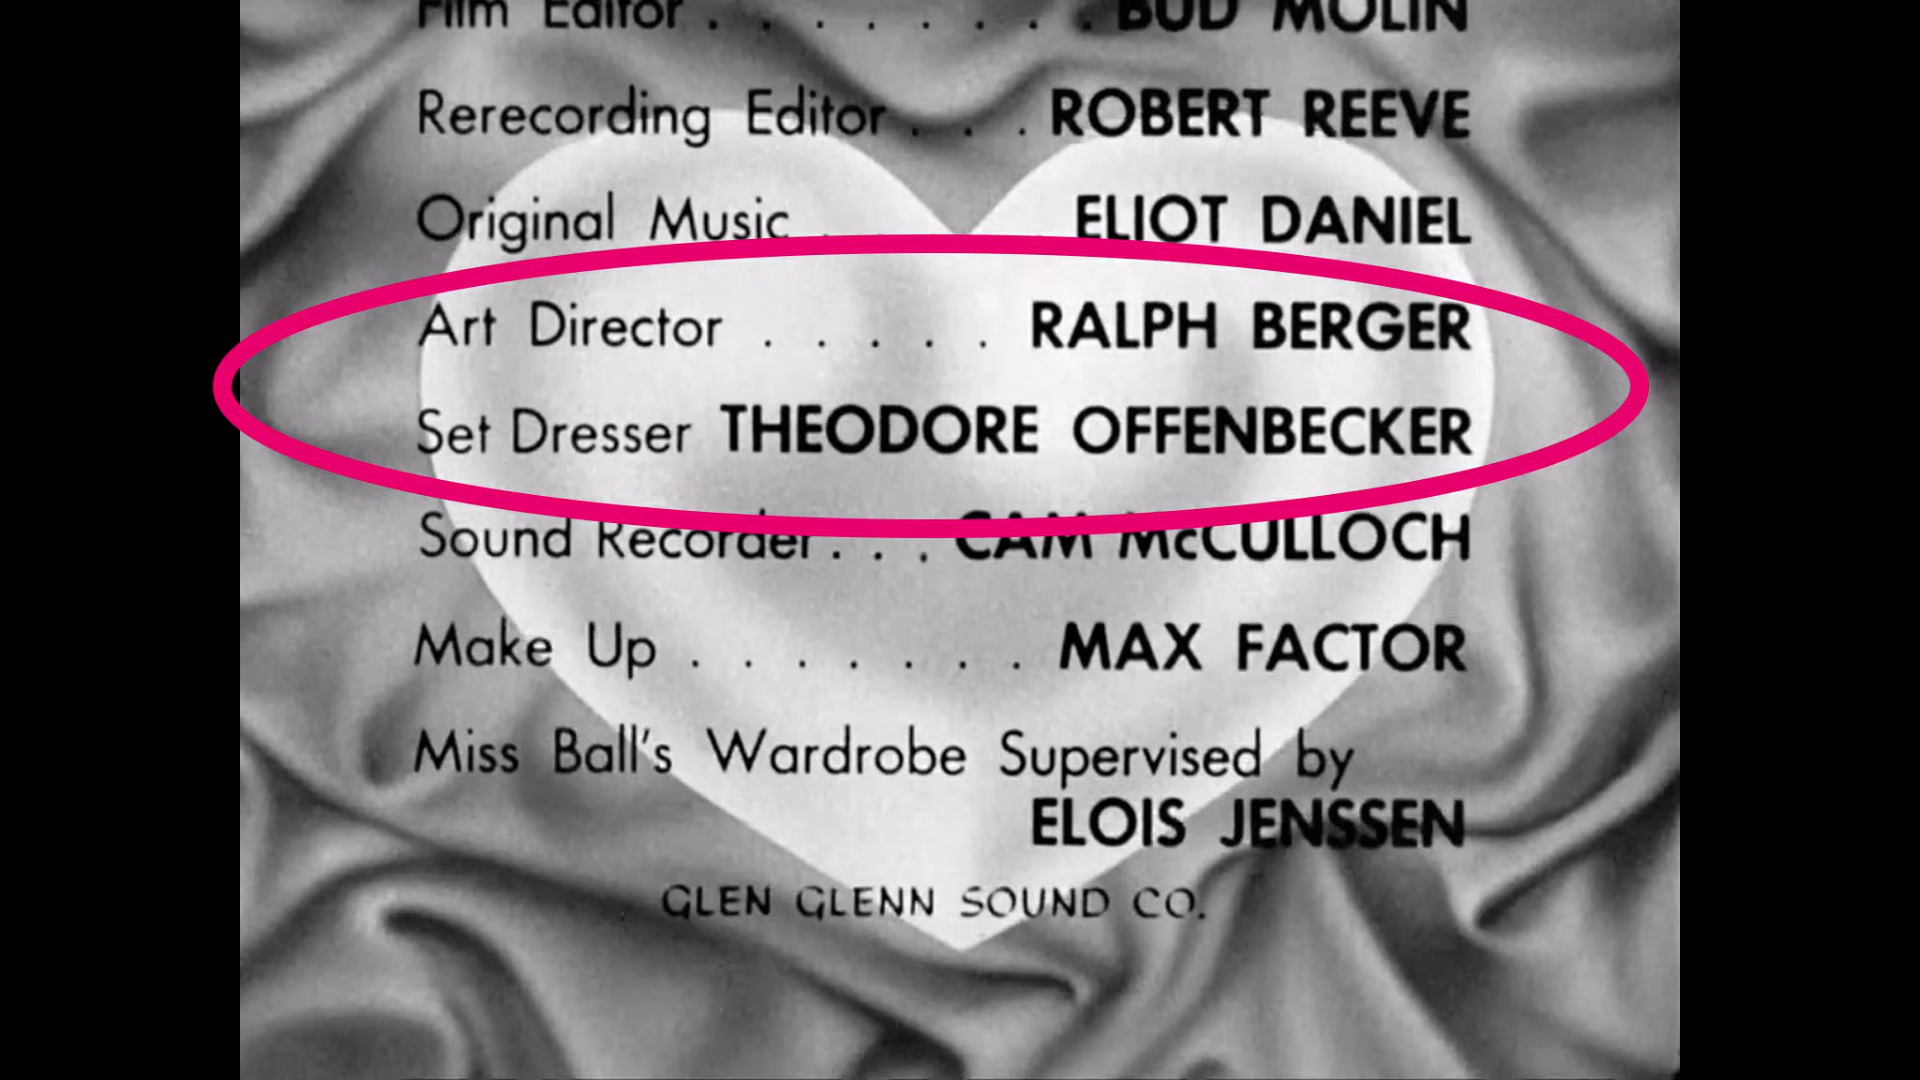 Film Editor . . . . . . . . BUD MOLIN
Rerecording Editor . . . ROBERT REEVE
Original Music . . . . . ELIOT DANIEL
Art Director . . . . . RALPH BERGER
Set Dresser THEODORE OFFENBECKER
Sound Recorder . . . CAM McCULLOCH
Make Up . . . . . . . MAX FACTOR
Miss Ball's Wardrobe Supervised by
ELOIS JENSSEN
GLEN GLENN SOUND CO.